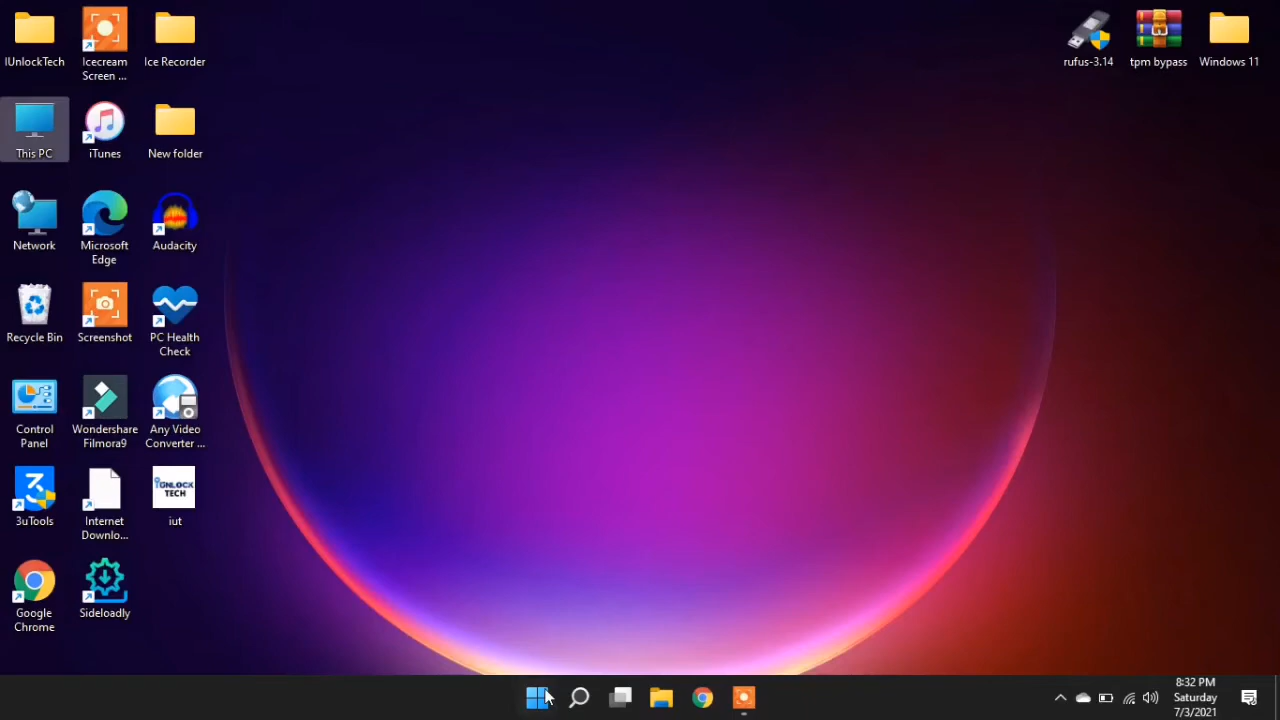 IUnlockTech
Icecream
Screen ...
Ice Recorder
rufus-3.14
tpm bypass
Windows 11
This PC
iTunes
New folder
Network
Microsoft
Edge
Audacity
Recycle Bin
Screenshot
PC Health
Check
Control
Panel
Wondershare
Filmora9
Any Video
Converter ...
3uTools
Internet
Downlo...
UNLOCK
TECH
iut
Google
Chrome
Sideloadly
8:32 PM
Saturday
7/3/2021